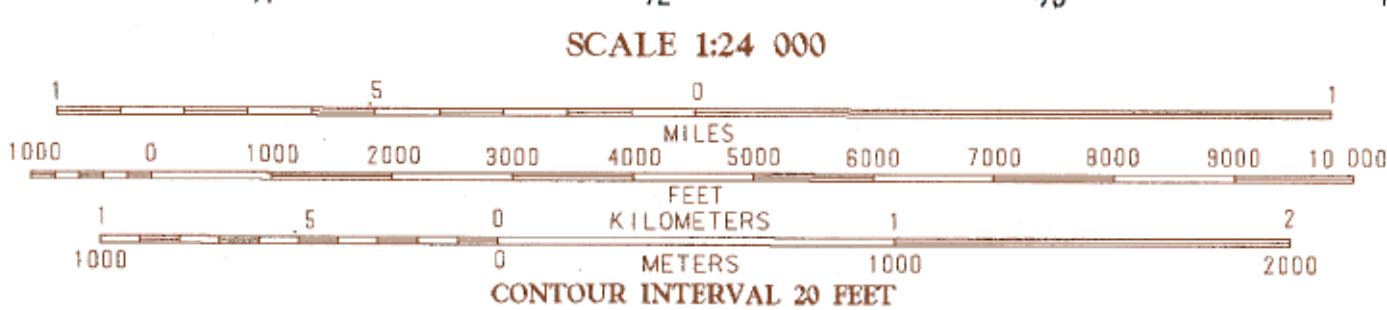 SCALE 1:24 000
1 5 0 1
MILES
1000 0 1000 2000 3000 4000 5000 6000 7000 8000 9000 10 000
FEET
1 5 0 KILOMETERS 1 2
1000 0 METERS 1000 2000
CONTOUR INTERVAL 20 FEET